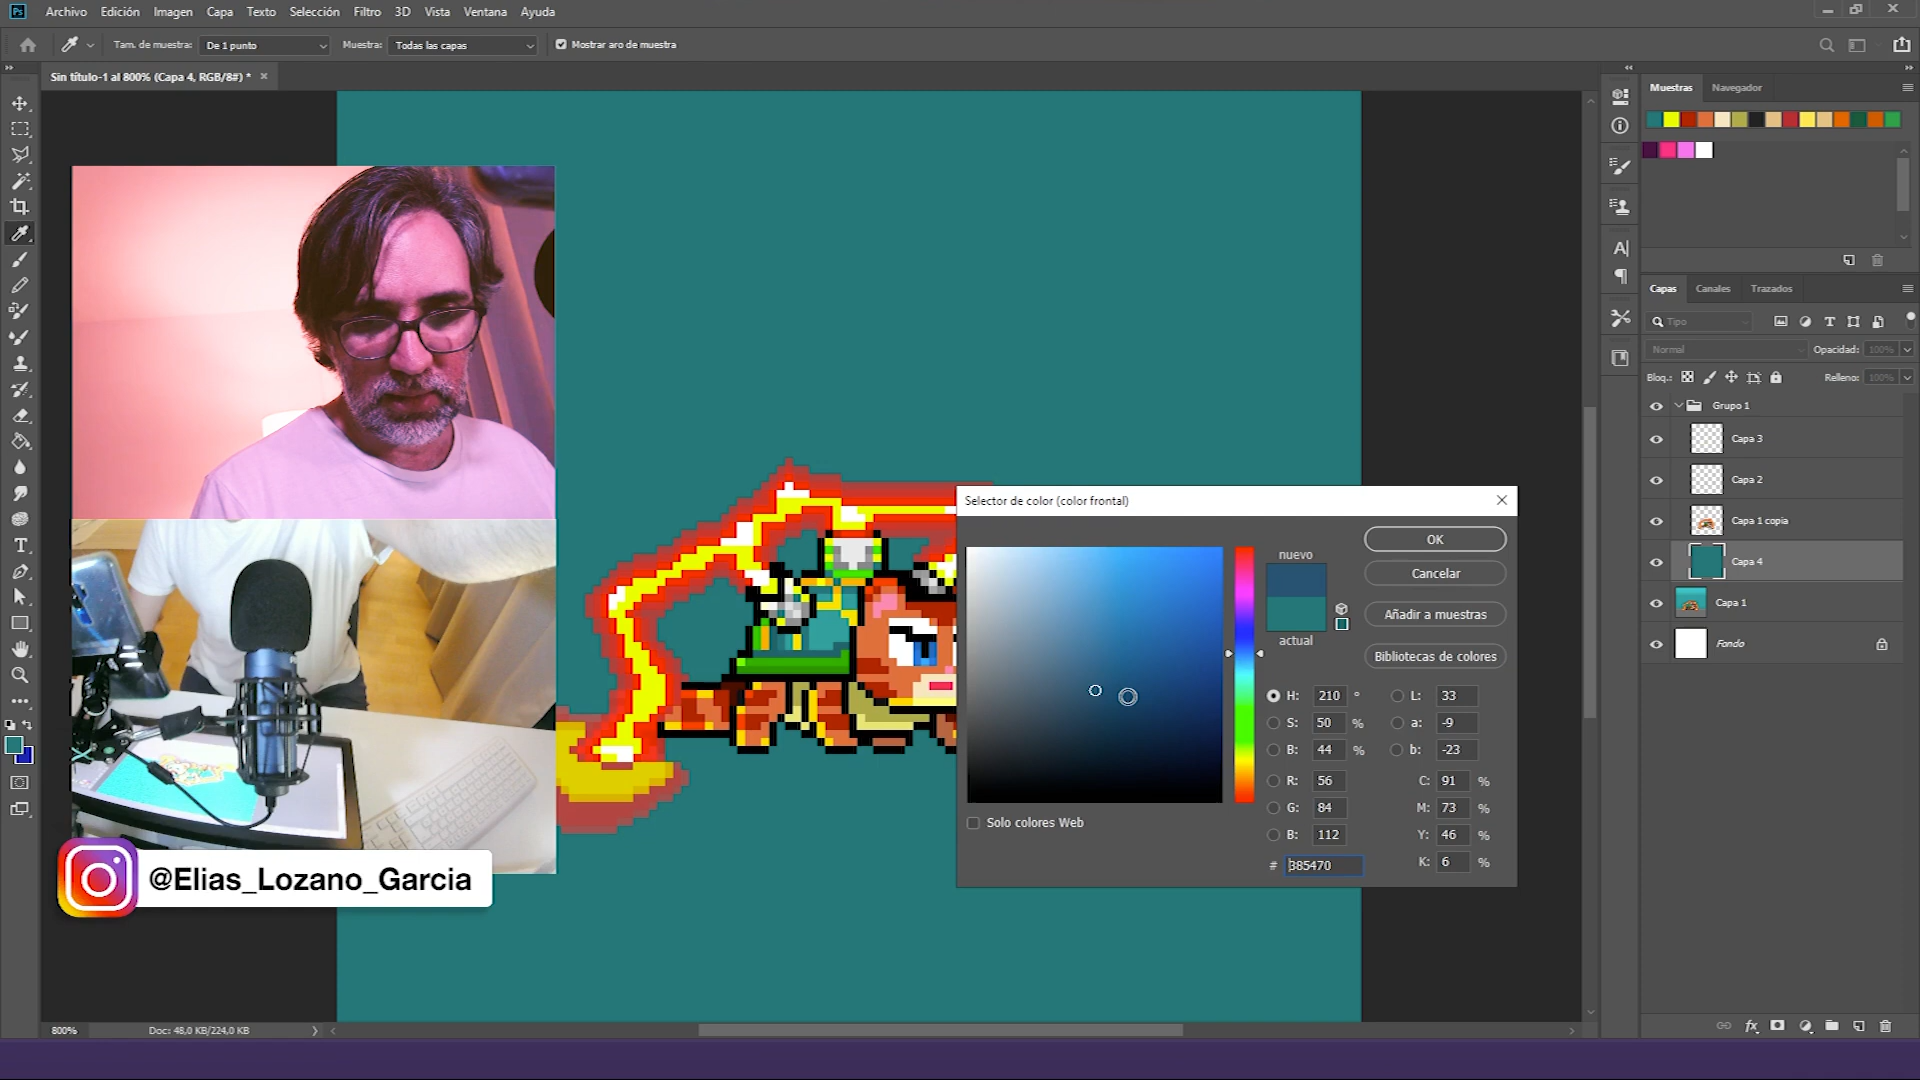 Ps Archivo Edición Imagen Capa Texto Selección Filtro 3D Vista Ventana Ayuda
Tam. de muestra: De 1 punto Muestra: Todas las capas Mostrar aro de muestra
Sin título-1 al 800% (Capa 4, RGB/8#) *
Muestras Navegador
Capas Canales Trazados
Tipo
Normal Opacidad: 100%
Bloq.: Relleno: 100%
Grupo 1
Capa 3
Capa 2
Capa 1 copia
Capa 4
Capa 1
Fondo
Selector de color (color frontal)
nuevo
actual
OK
Cancelar
Añadir a muestras
Bibliotecas de colores
H: 210 ° L: 33
S: 50 % a: -9
B: 44 % b: -23
R: 56 C: 91 %
G: 84 M: 73 %
B: 112 Y: 46 %
# 385470 K: 6 %
Solo colores Web
@Elias_Lozano_Garcia
800% Doc: 48,0 KB/224,0 KB